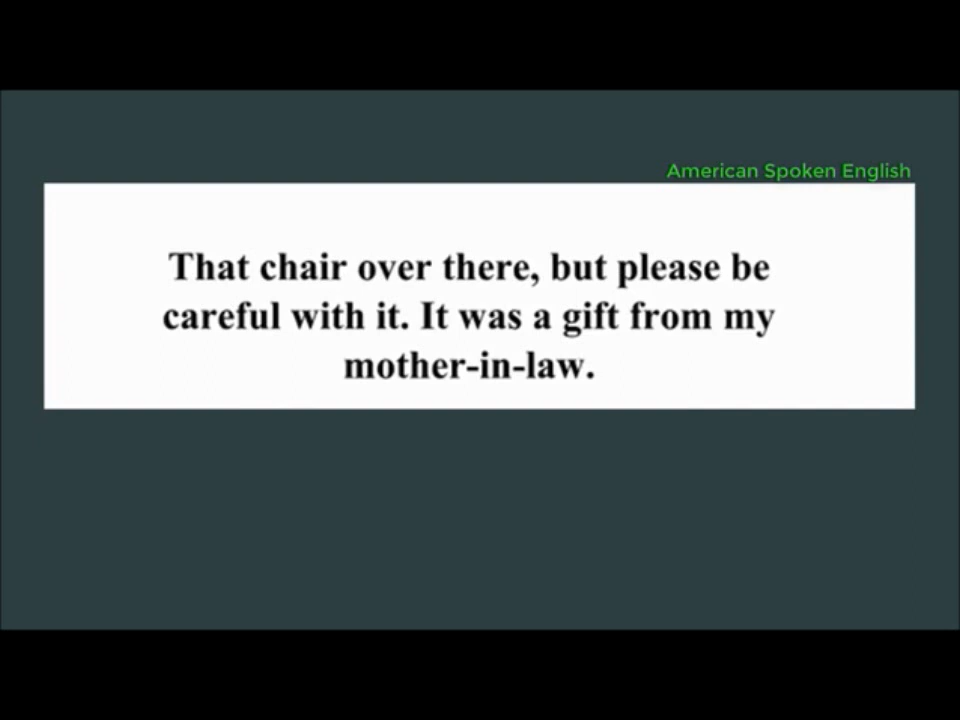 American Spoken English
That chair over there, but please be
careful with it. It was a gift from my
mother-in-law.